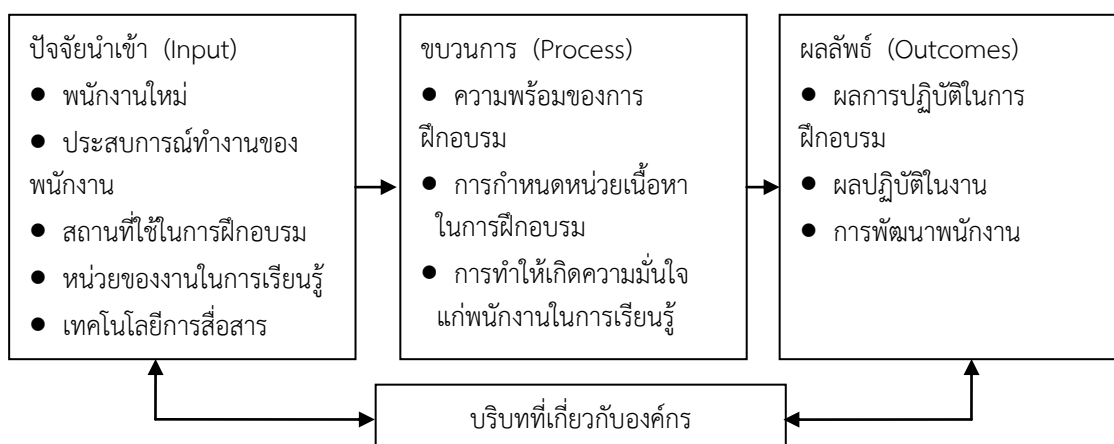 ปัจจัยนำเข้า (Input)
● พนักงานใหม่
● ประสบการณ์ทำงานของ
พนักงาน
● สถานที่ใช้ในการฝึกอบรม
● หน่วยของงานในการเรียนรู้
● เทคโนโลยีการสื่อสาร
ขบวนการ (Process)
● ความพร้อมของการ
ฝึกอบรม
● การกำหนดหน่วยเนื้อหา
ในการฝึกอบรม
● การทำให้เกิดความมั่นใจ
แก่พนักงานในการเรียนรู้
ผลลัพธ์ (Outcomes)
● ผลการปฏิบัติในการ
ฝึกอบรม
● ผลปฏิบัติในงาน
● การพัฒนาพนักงาน
บริบทที่เกี่ยวกับองค์กร